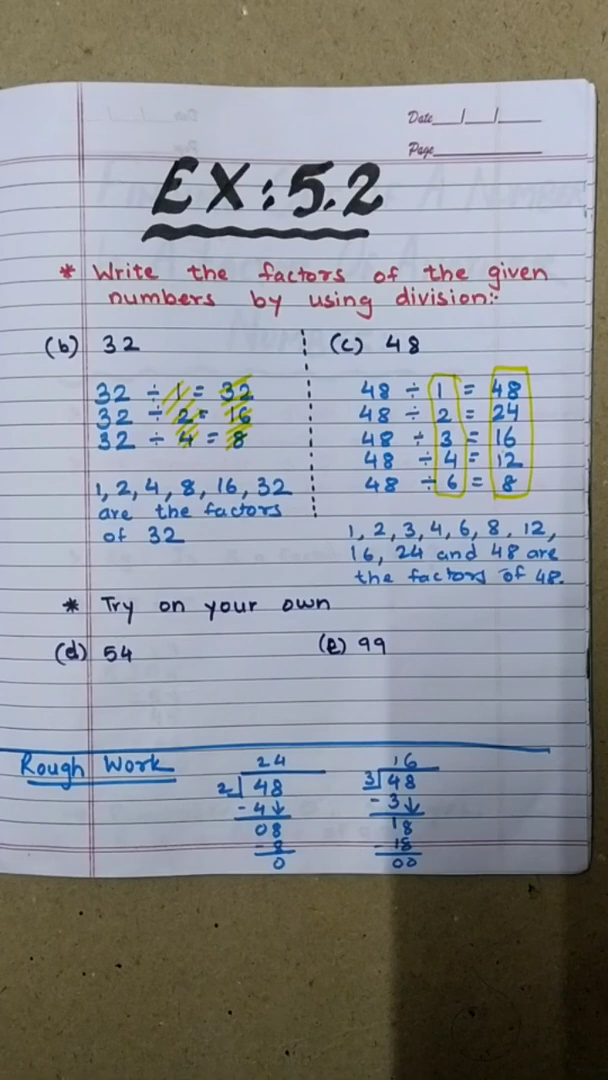 Date__/__/__
Page
EX:5.2
* Write the factors of the given
numbers by using division:-
(b) 32
32 ÷ 1 = 32
32 ÷ 2 = 16
32 ÷ 4 = 8
1, 2, 4, 8, 16, 32
are the factors
of 32
(c) 48
48 ÷ 1 = 48
48 ÷ 2 = 24
48 ÷ 3 = 16
48 ÷ 4 = 12
48 ÷ 6 = 8
1, 2, 3, 4, 6, 8, 12,
16, 24 and 48 are
the factors of 48.
* Try on your own
(d) 54
(e) 99
Rough Work
24
2 48
- 4↓
08
- 8
0
16
3 48
- 3↓
18
- 18
00